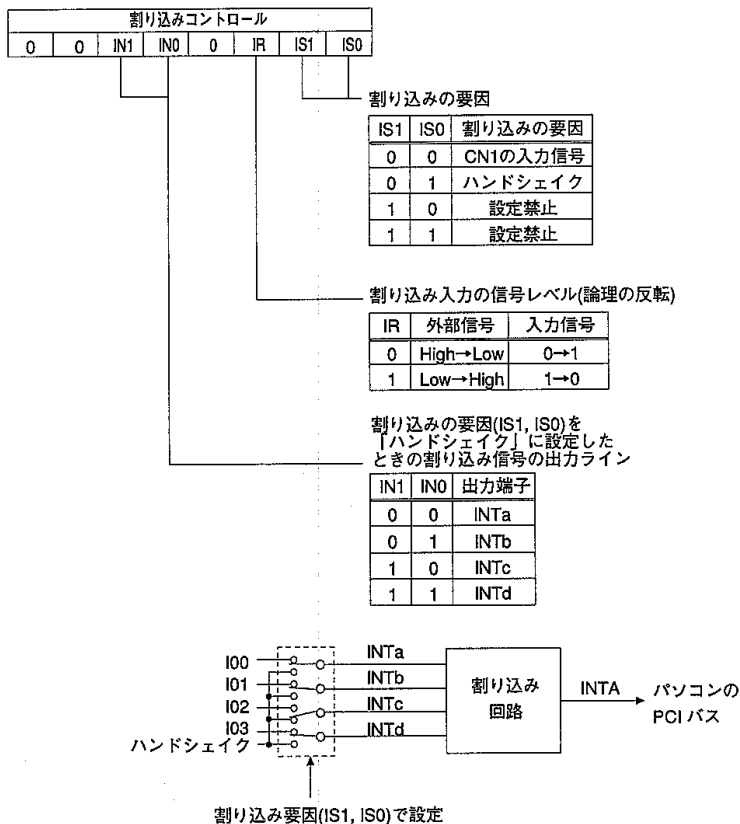 割り込みコントロール
0 0 IN1 IN0 0 IR IS1 IS0
割り込みの要因
IS1 IS0 割り込みの要因
0 0 CN1の入力信号
0 1 ハンドシェイク
1 0 設定禁止
1 1 設定禁止
割り込み入力の信号レベル(論理の反転)
IR 外部信号 入力信号
0 High→Low 0→1
1 Low→High 1→0
割り込みの要因(IS1, IS0)を
「ハンドシェイク」に設定した
ときの割り込み信号の出力ライン
IN1 IN0 出力端子
0 0 INTa
0 1 INTb
1 0 INTc
1 1 INTd
I00 INTa
I01 INTb
I02 INTc
I03 INTd
ハンドシェイク
割り込み
回路
INTA
パソコンの
PCIバス
割り込み要因(IS1, IS0)で設定